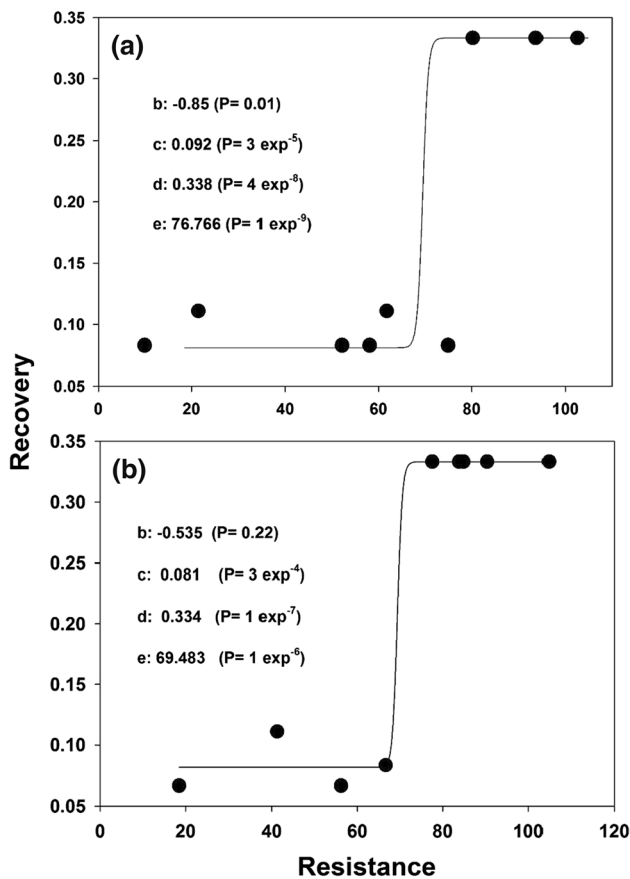 0.35
(a)
0.30
b: -0.85 (P= 0.01)
c: 0.092 (P= 3 exp-5)
0.25
d: 0.338 (P= 4 exp-8)
0.20
e: 76.766 (P= 1 exp-9)
0.15
0.10
0.05
0 20 40 60 80 100
Recovery
0.35
(b)
0.30
b: -0.535 (P= 0.22)
0.25
c: 0.081 (P= 3 exp-4)
0.20
d: 0.334 (P= 1 exp-7)
e: 69.483 (P= 1 exp-6)
0.15
0.10
0.05
0 20 40 60 80 100 120
Resistance